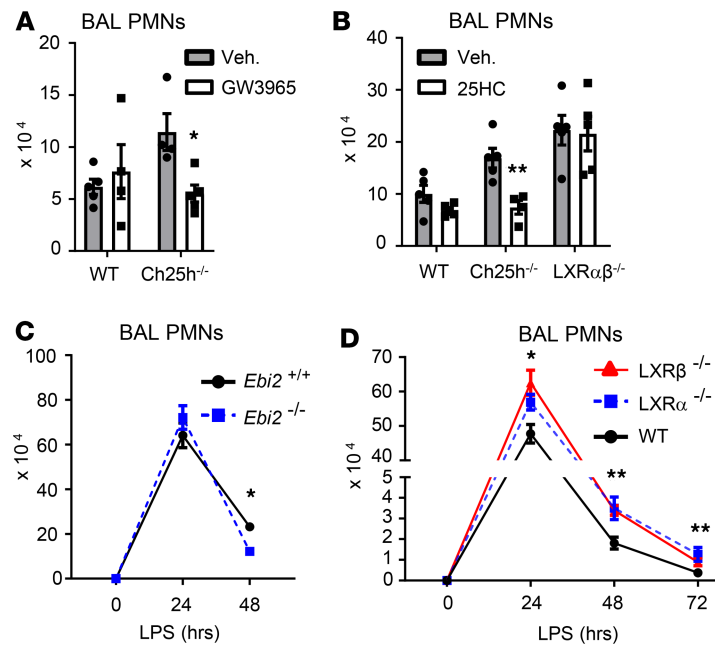 A
BAL PMNs
Veh.
GW3965
x 10⁴
20
15
10
5
0
*
WT
Ch25h-/-
B
BAL PMNs
Veh.
25HC
x 10⁴
40
30
20
10
0
**
WT
Ch25h-/-
LXRαβ-/-
C
BAL PMNs
Ebi2 +/+
Ebi2 -/-
x 10⁴
100
80
60
40
20
0
*
0
24
48
LPS (hrs)
D
BAL PMNs
LXRβ -/-
LXRα -/-
WT
x 10⁴
70
60
50
40
5
4
3
2
1
0
*
**
**
0
24
48
72
LPS (hrs)